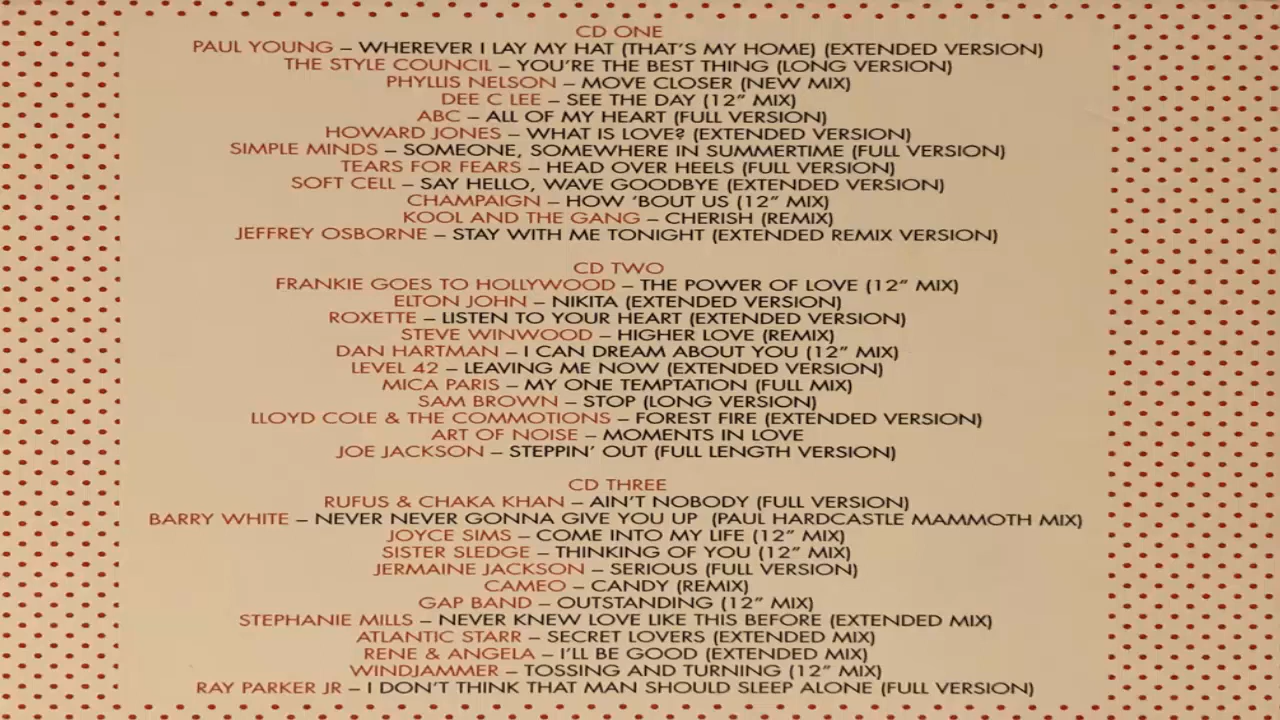 CD ONE
PAUL YOUNG – WHEREVER I LAY MY HAT (THAT'S MY HOME) (EXTENDED VERSION)
THE STYLE COUNCIL – YOU'RE THE BEST THING (LONG VERSION)
PHYLLIS NELSON – MOVE CLOSER (NEW MIX)
DEE C LEE – SEE THE DAY (12" MIX)
ABC – ALL OF MY HEART (FULL VERSION)
HOWARD JONES – WHAT IS LOVE? (EXTENDED VERSION)
SIMPLE MINDS – SOMEONE, SOMEWHERE IN SUMMERTIME (FULL VERSION)
TEARS FOR FEARS – HEAD OVER HEELS (FULL VERSION)
SOFT CELL – SAY HELLO, WAVE GOODBYE (EXTENDED VERSION)
CHAMPAIGN – HOW 'BOUT US (12" MIX)
KOOL AND THE GANG – CHERISH (REMIX)
JEFFREY OSBORNE – STAY WITH ME TONIGHT (EXTENDED REMIX VERSION)
CD TWO
FRANKIE GOES TO HOLLYWOOD – THE POWER OF LOVE (12" MIX)
ELTON JOHN – NIKITA (EXTENDED VERSION)
ROXETTE – LISTEN TO YOUR HEART (EXTENDED VERSION)
STEVE WINWOOD – HIGHER LOVE (REMIX)
DAN HARTMAN – I CAN DREAM ABOUT YOU (12" MIX)
LEVEL 42 – LEAVING ME NOW (EXTENDED VERSION)
MICA PARIS – MY ONE TEMPTATION (FULL MIX)
SAM BROWN – STOP (LONG VERSION)
LLOYD COLE & THE COMMOTIONS – FOREST FIRE (EXTENDED VERSION)
ART OF NOISE – MOMENTS IN LOVE
JOE JACKSON – STEPPIN' OUT (FULL LENGTH VERSION)
CD THREE
RUFUS & CHAKA KHAN – AIN'T NOBODY (FULL VERSION)
BARRY WHITE – NEVER NEVER GONNA GIVE YOU UP (PAUL HARDCASTLE MAMMOTH MIX)
JOYCE SIMS – COME INTO MY LIFE (12" MIX)
SISTER SLEDGE – THINKING OF YOU (12" MIX)
JERMAINE JACKSON – SERIOUS (FULL VERSION)
CAMEO – CANDY (REMIX)
GAP BAND – OUTSTANDING (12" MIX)
STEPHANIE MILLS – NEVER KNEW LOVE LIKE THIS BEFORE (EXTENDED MIX)
ATLANTIC STARR – SECRET LOVERS (EXTENDED MIX)
RENE & ANGELA – I'LL BE GOOD (EXTENDED MIX)
WINDJAMMER – TOSSING AND TURNING (12" MIX)
RAY PARKER JR – I DON'T THINK THAT MAN SHOULD SLEEP ALONE (FULL VERSION)